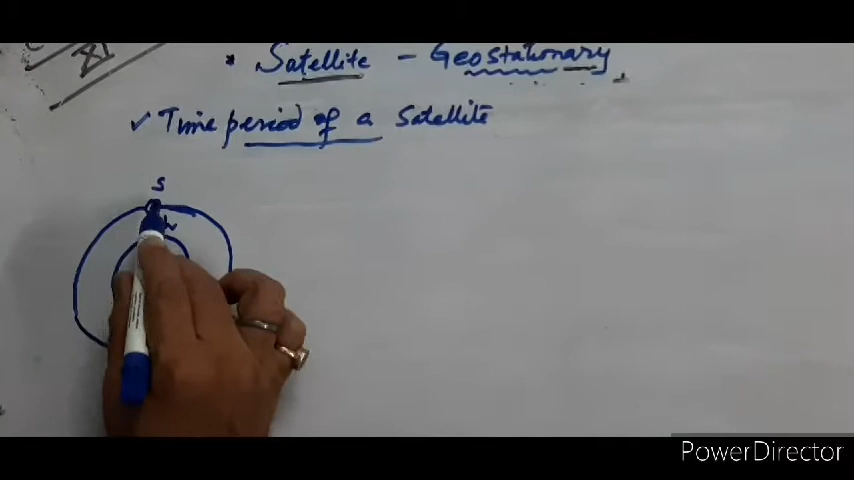 * Satellite - Geostationary
✓ Time period of a Satellite
S
h
PowerDirector